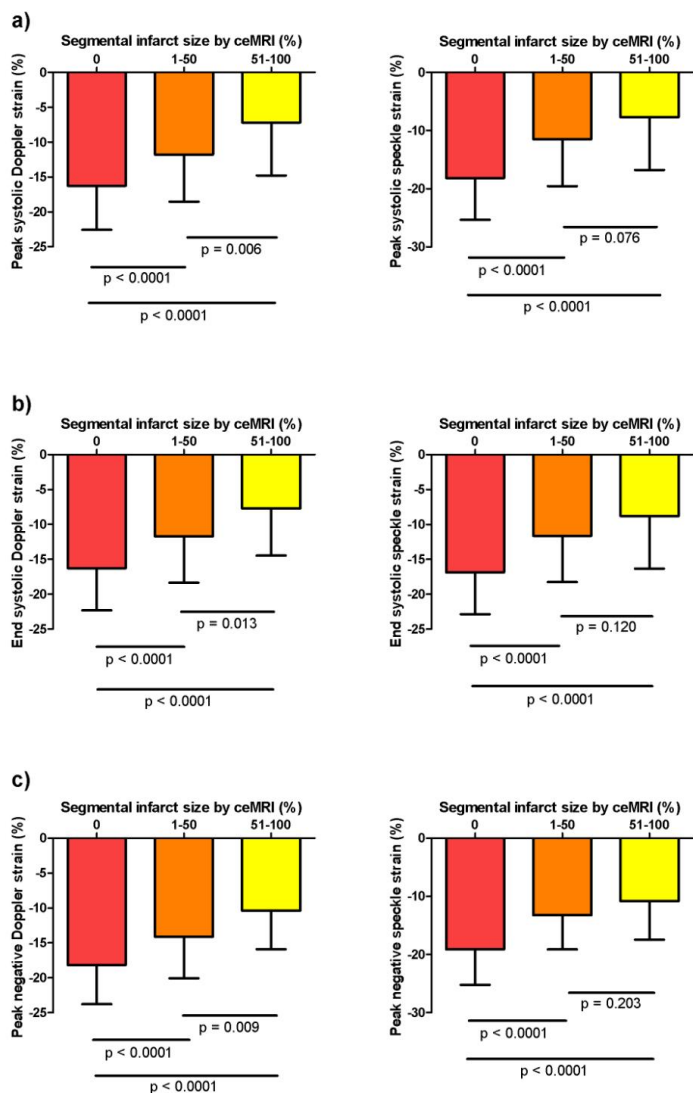 a)
Segmental infarct size by ceMRI (%)
0 1-50 51-100
Peak systolic Doppler strain (%)
0
-5
-10
-15
-20
-25
p = 0.006
p < 0.0001
p < 0.0001
Segmental infarct size by ceMRI (%)
0 1-50 51-100
Peak systolic speckle strain (%)
0
-10
-20
-30
p = 0.076
p < 0.0001
p < 0.0001
b)
Segmental infarct size by ceMRI (%)
0 1-50 51-100
End systolic Doppler strain (%)
0
-5
-10
-15
-20
-25
p = 0.013
p < 0.0001
p < 0.0001
Segmental infarct size by ceMRI (%)
0 1-50 51-100
End systolic speckle strain (%)
0
-5
-10
-15
-20
-25
p = 0.120
p < 0.0001
p < 0.0001
c)
Segmental infarct size by ceMRI (%)
0 1-50 51-100
Peak negative Doppler strain (%)
0
-5
-10
-15
-20
-25
p = 0.009
p < 0.0001
p < 0.0001
Segmental infarct size by ceMRI (%)
0 1-50 51-100
Peak negative speckle strain (%)
0
-10
-20
-30
p = 0.203
p < 0.0001
p < 0.0001